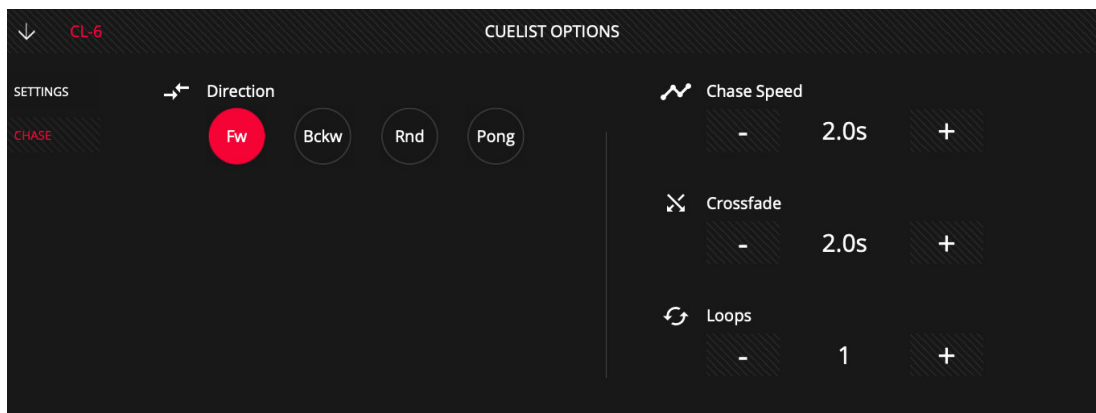 CL-6
CUELIST OPTIONS
SETTINGS
CHASE
Direction
Fw
Bckw
Rnd
Pong
Chase Speed
- 2.0s +
Crossfade
- 2.0s +
Loops
- 1 +